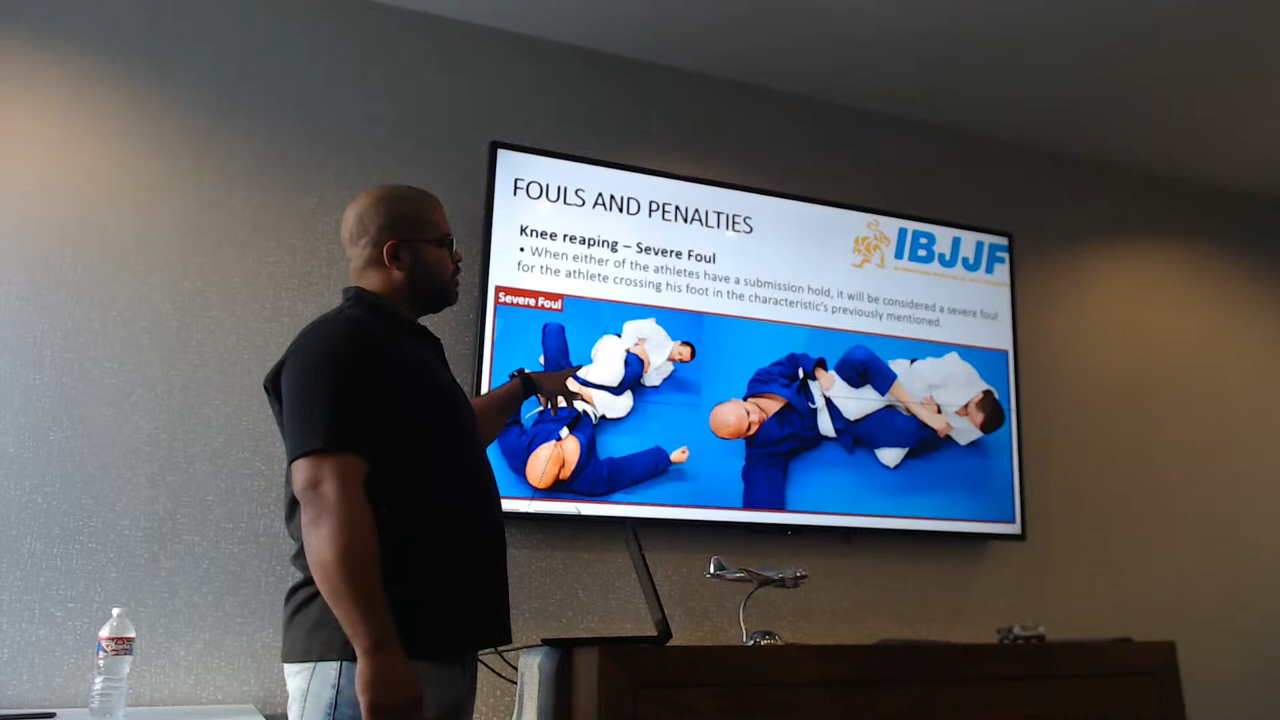 FOULS AND PENALTIES
IBJJF
Knee reaping – Severe Foul
• When either of the athletes have a submission hold, it will be considered a severe foul
for the athlete crossing his foot in the characteristic's previously mentioned.
Severe Foul